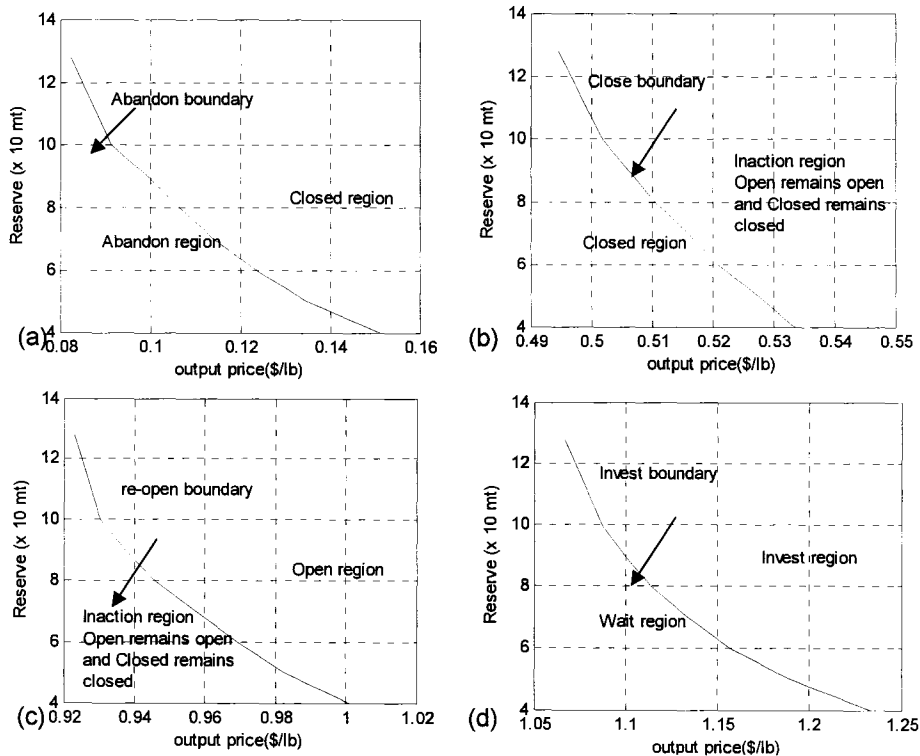 14
12
10
8
6
4
Reserve (x 10 mt)
Abandon boundary
Closed region
Abandon region
(a)
0.08
0.1
0.12
0.14
0.16
output price($/lb)
14
12
10
8
6
4
Reserve (x 10 mt)
Close boundary
Inaction region
Open remains open
and Closed remains
closed
Closed region
(b)
0.49
0.5
0.51
0.52
0.53
0.54
0.55
output price($/lb)
14
12
10
8
6
4
Reserve (x 10 mt)
re-open boundary
Open region
Inaction region
Open remains open
and Closed remains
closed
(c)
0.92
0.94
0.96
0.98
1
1.02
output price($/lb)
14
12
10
8
6
4
Reserve (x 10 mt)
Invest boundary
Invest region
Wait region
(d)
1.05
1.1
1.15
1.2
1.25
output price($/lb)